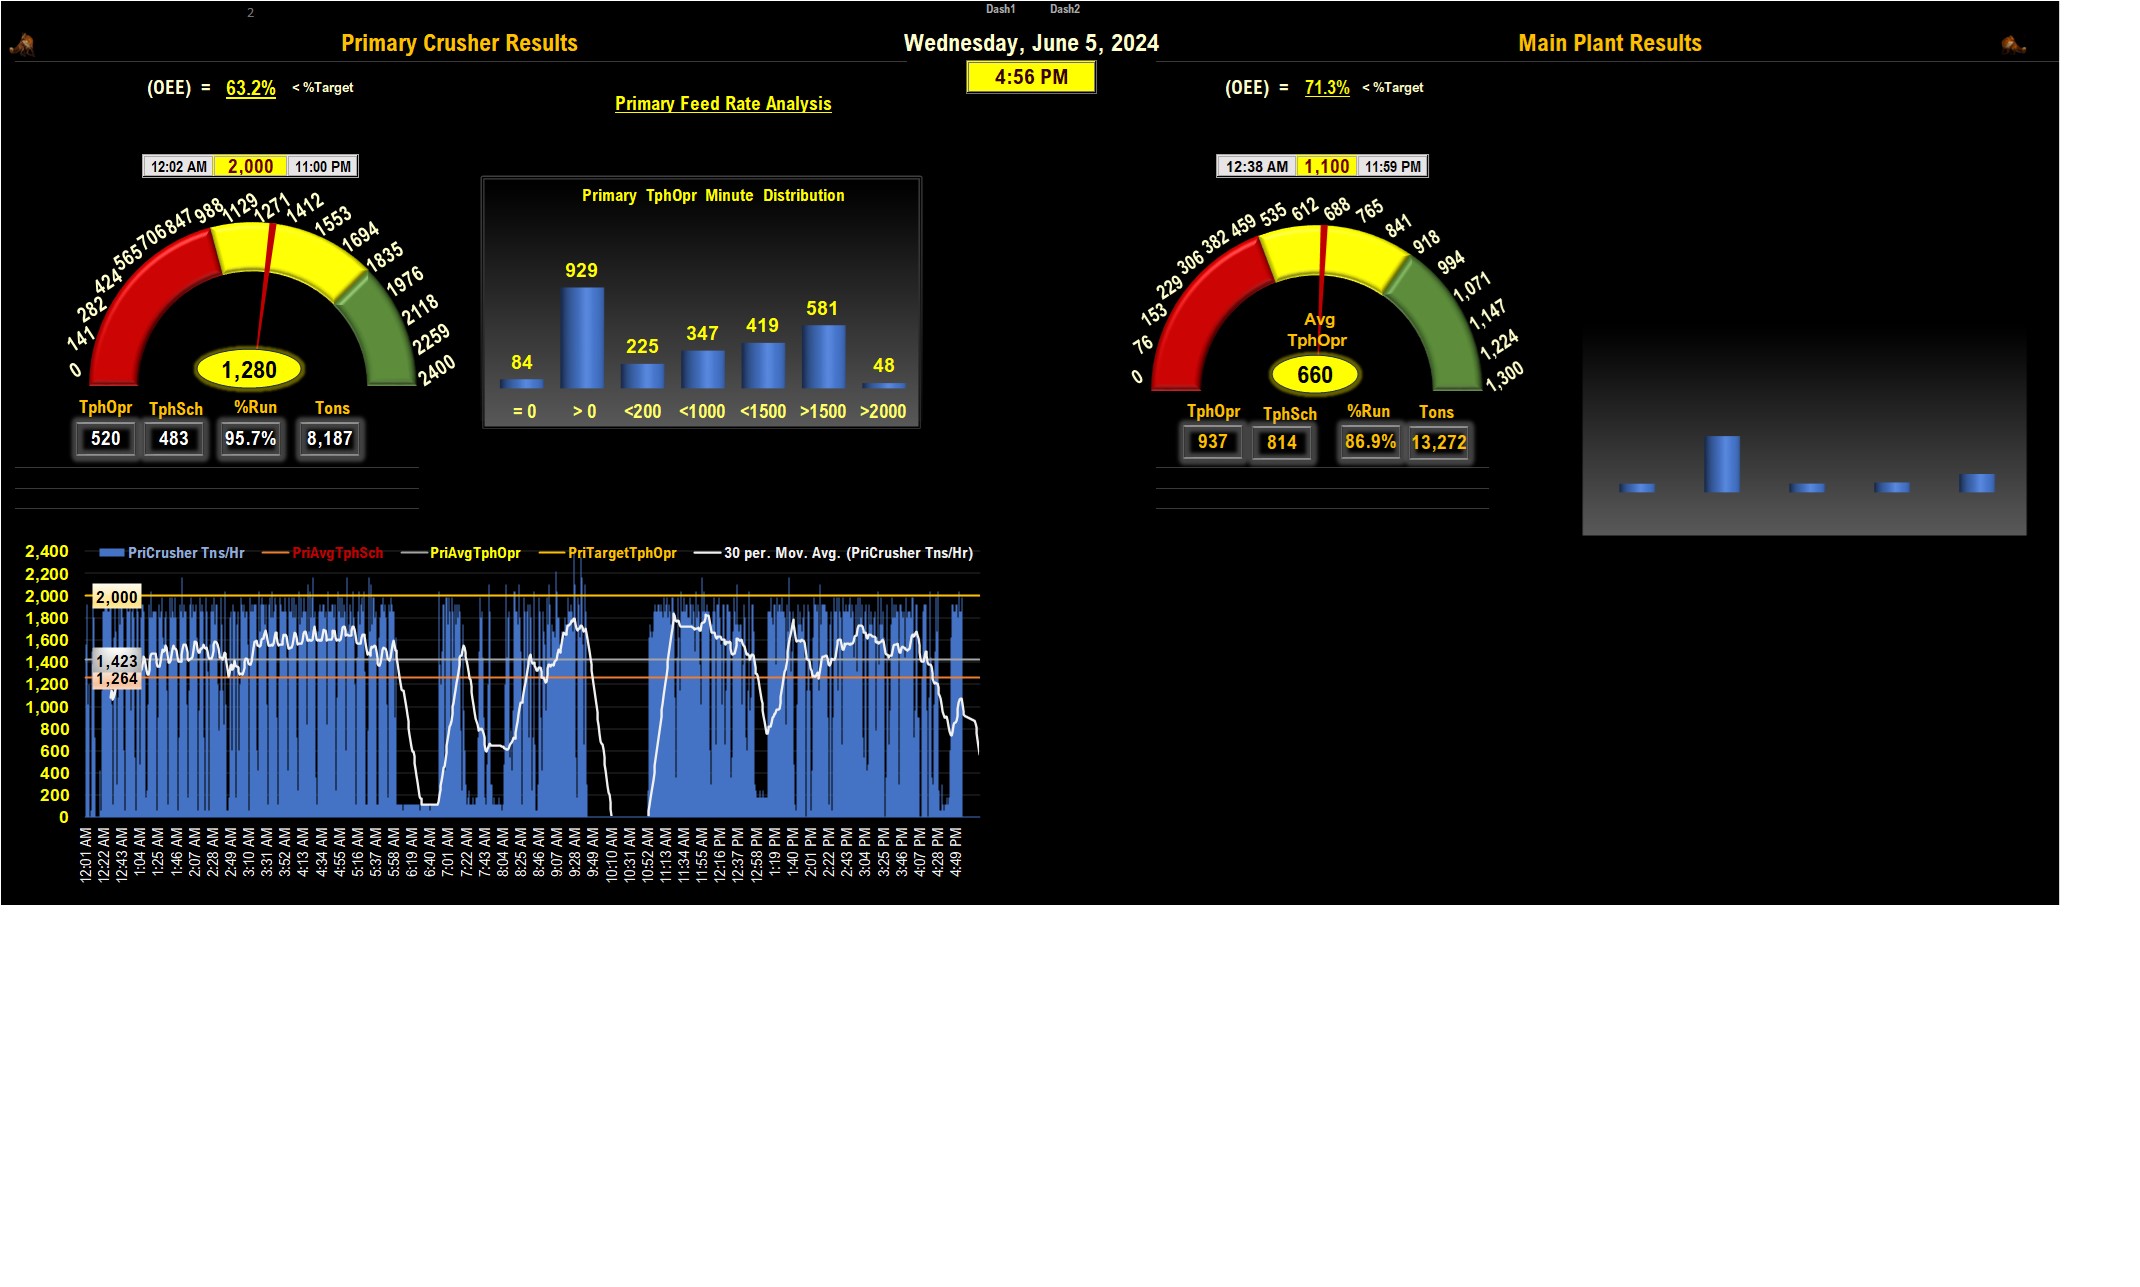 2
Dash1 Dash2
Primary Crusher Results
Wednesday, June 5, 2024
Main Plant Results
4:56 PM
(OEE) = 63.2% < %Target
Primary Feed Rate Analysis
(OEE) = 71.3% < %Target
12:02 AM 2,000 11:00 PM
0 141 282 424 565 706 847 988 1129 1271 1412 1553 1694 1835 1976 2118 2259 2400
1,280
TphOpr TphSch %Run Tons
520 483 95.7% 8,187
Primary TphOpr Minute Distribution
84 929 225 347 419 581 48
= 0 > 0 <200 <1000 <1500 >1500 >2000
12:38 AM 1,100 11:59 PM
0 76 153 229 306 382 459 535 612 688 765 841 918 994 1,071 1,147 1,224 1,300
Avg
TphOpr
660
TphOpr TphSch %Run Tons
937 814 86.9% 13,272
PriCrusher Tns/Hr PriAvgTphSch PriAvgTphOpr PriTargetTphOpr 30 per. Mov. Avg. (PriCrusher Tns/Hr)
2,400
2,200
2,000
1,800
1,600
1,400
1,200
1,000
800
600
400
200
0
2,000
1,423
1,264
12:01 AM 12:22 AM 12:43 AM 1:04 AM 1:25 AM 1:46 AM 2:07 AM 2:28 AM 2:49 AM 3:10 AM 3:31 AM 3:52 AM 4:13 AM 4:34 AM 4:55 AM 5:16 AM 5:37 AM 5:58 AM 6:19 AM 6:40 AM 7:01 AM 7:22 AM 7:43 AM 8:04 AM 8:25 AM 8:46 AM 9:07 AM 9:28 AM 9:49 AM 10:10 AM 10:31 AM 10:52 AM 11:13 AM 11:34 AM 11:55 AM 12:16 PM 12:37 PM 12:58 PM 1:19 PM 1:40 PM 2:01 PM 2:22 PM 2:43 PM 3:04 PM 3:25 PM 3:46 PM 4:07 PM 4:28 PM 4:49 PM